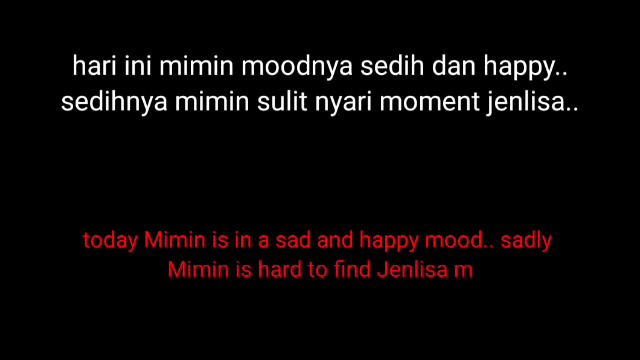 hari ini mimin moodnya sedih dan happy..
sedihnya mimin sulit nyari moment jenlisa..
today Mimin is in a sad and happy mood.. sadly
Mimin is hard to find Jenlisa m